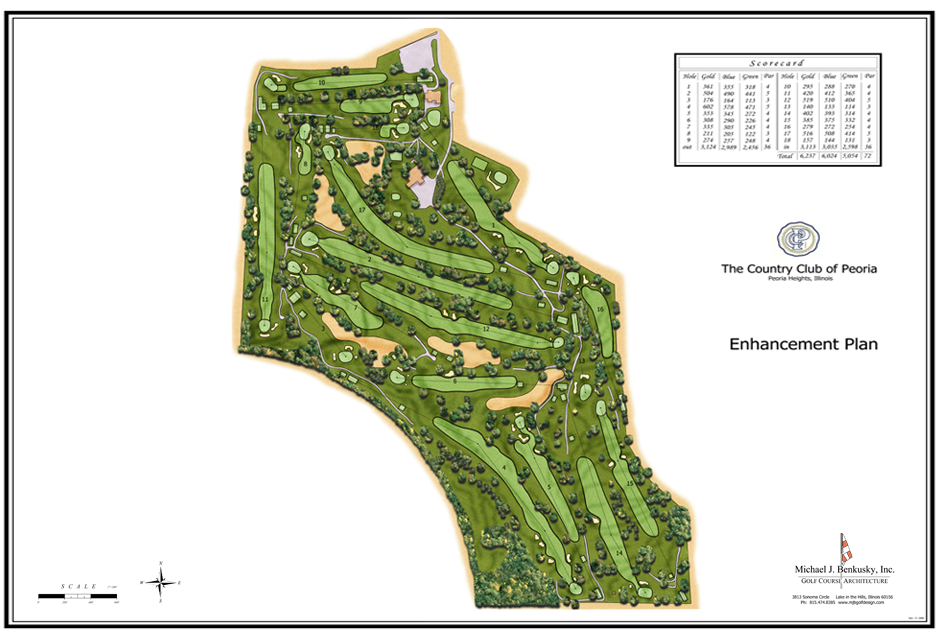 Scorecard
Hole Gold Blue Green Par Hole Gold Blue Green Par
1 361 355 318 4 10 295 288 270 4
2 504 490 441 5 11 420 412 365 4
3 176 164 113 3 12 519 510 404 5
4 602 578 471 5 13 140 133 114 3
5 353 345 272 4 14 402 393 314 4
6 308 290 226 4 15 385 375 332 4
7 335 305 245 4 16 279 272 254 4
8 211 205 122 3 17 516 508 414 5
9 274 257 248 4 18 157 144 131 3
out 3,124 2,989 2,456 36 in 3,113 3,035 2,598 36
Total 6,237 6,024 5,054 72
The Country Club of Peoria
Peoria Heights, Illinois
Enhancement Plan
10
8
17
1
2
11
7
12
16
3
6
4
5
15
14
SCALE
N
W E
S
Michael J. Benkusky, Inc.
GOLF COURSE ARCHITECTURE
3813 Sonoma Circle Lake in the Hills, Illinois 60156
Ph: 815.474.8385 www.mjbgolfdesign.com